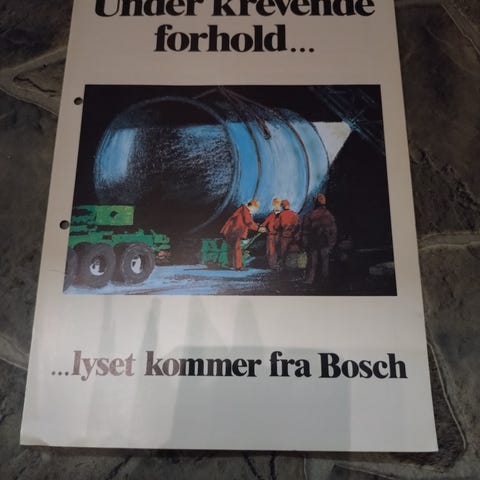 Under krevende
forhold...
...lyset kommer fra Bosch